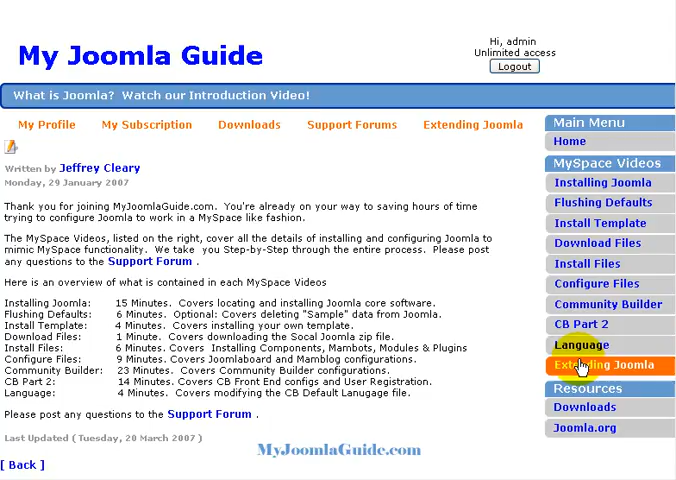 My Joomla Guide
Hi, admin
Unlimited access
Logout
What is Joomla?  Watch our Introduction Video!
My Profile
My Subscription
Downloads
Support Forums
Extending Joomla
Written by Jeffrey Cleary
Monday, 29 January 2007
Thank you for joining MyJoomlaGuide.com.  You're already on your way to saving hours of time
trying to configure Joomla to work in a MySpace like fashion.
The MySpace Videos, listed on the right, cover all the details of installing and configuring Joomla to
mimic MySpace functionality.  We take  you Step-by-Step through the entire process.  Please post
any questions to the Support Forum .
Here is an overview of what is contained in each MySpace Videos
Installing Joomla:  15 Minutes.  Covers locating and installing Joomla core software.
Flushing Defaults:  6 Minutes.  Optional: Covers deleting "Sample" data from Joomla.
Install Template:  4 Minutes.  Covers installing your own template.
Download Files:  1 Minute.  Covers downloading the Socal Joomla zip file.
Install Files:  6 Minutes.  Covers  Installing Components, Mambots, Modules & Plugins
Configure Files:  9 Minutes.  Covers Joomlaboard and Mamblog configurations.
Community Builder:  23 Minutes.  Covers Community Builder configurations.
CB Part 2:  14 Minutes. Covers CB Front End configs and User Registration.
Language:  4 Minutes.  Covers modifying the CB Default Lanugage file.
Please post any questions to the Support Forum .
Last Updated ( Tuesday, 20 March 2007 )
[ Back ]
Main Menu
Home
MySpace Videos
Installing Joomla
Flushing Defaults
Install Template
Download Files
Install Files
Configure Files
Community Builder
CB Part 2
Language
Extending Joomla
Resources
Downloads
Joomla.org
MyJoomlaGuide.com